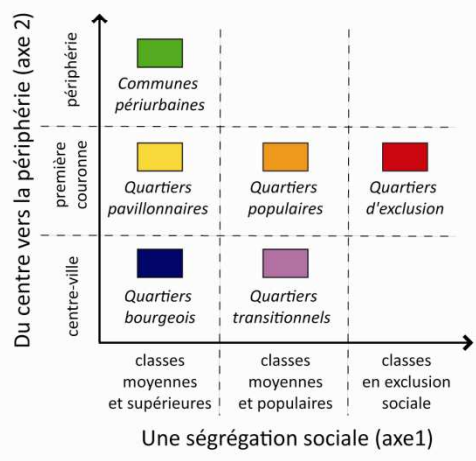 Du centre vers la périphérie (axe 2)
périphérie
Communes
périurbaines
première
couronne
Quartiers
pavillonnaires
Quartiers
populaires
Quartiers
d'exclusion
centre-ville
Quartiers
bourgeois
Quartiers
transitionnels
classes
moyennes
et supérieures
classes
moyennes
et populaires
classes
en exclusion
sociale
Une ségrégation sociale (axe1)